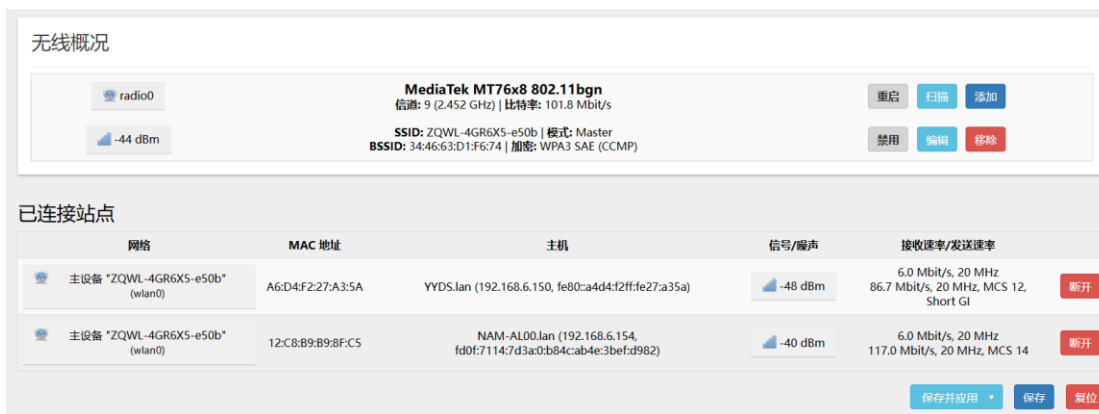 无线概况
radio0
MediaTek MT76x8 802.11bgn
信道: 9 (2.452 GHz) | 比特率: 101.8 Mbit/s
重启 扫描 添加
-44 dBm
SSID: ZQWL-4GR6X5-e50b | 模式: Master
BSSID: 34:46:63:D1:F6:74 | 加密: WPA3 SAE (CCMP)
禁用 编辑 移除
已连接站点
网络 MAC 地址 主机 信号/噪声 接收速率/发送速率
主设备 "ZQWL-4GR6X5-e50b"
(wlan0)
A6:D4:F2:27:A3:5A
YYDS.lan (192.168.6.150, fe80::a4d4:f2ff:fe27:a35a)
-48 dBm
6.0 Mbit/s, 20 MHz
86.7 Mbit/s, 20 MHz, MCS 12,
Short GI
断开
主设备 "ZQWL-4GR6X5-e50b"
(wlan0)
12:C8:B9:B9:8F:C5
NAM-AL00.lan (192.168.6.154,
fd0f:7114:7d3a:0:b84c:ab4e:3bef:d982)
-40 dBm
6.0 Mbit/s, 20 MHz
117.0 Mbit/s, 20 MHz, MCS 14
断开
保存并应用 保存 复位